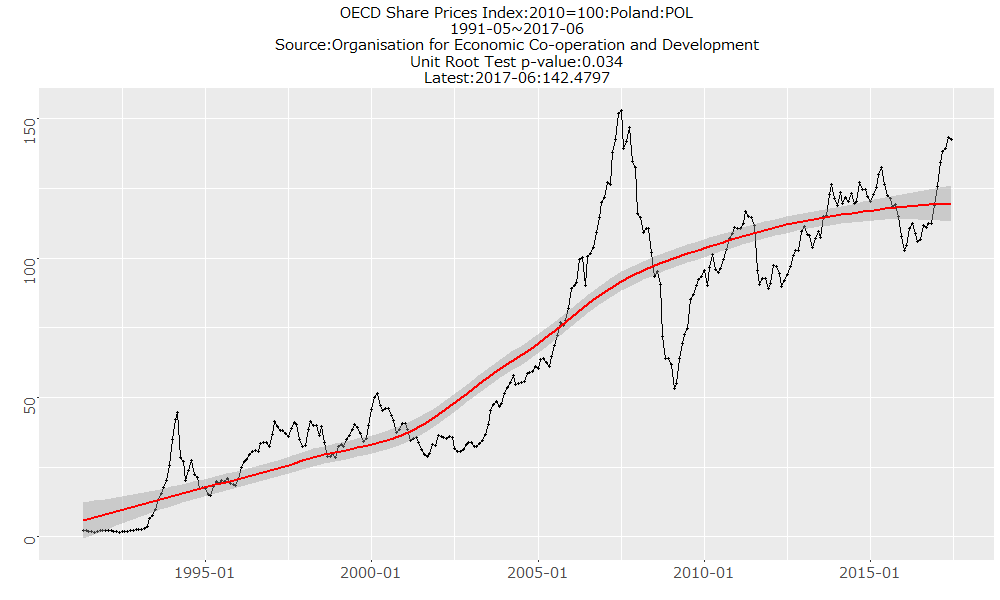 OECD Share Prices Index:2010=100:Poland:POL
1991-05~2017-06
Source:Organisation for Economic Co-operation and Development
Unit Root Test p-value:0.034
Latest:2017-06:142.4797
150
100
50
0
1995-01 2000-01 2005-01 2010-01 2015-01